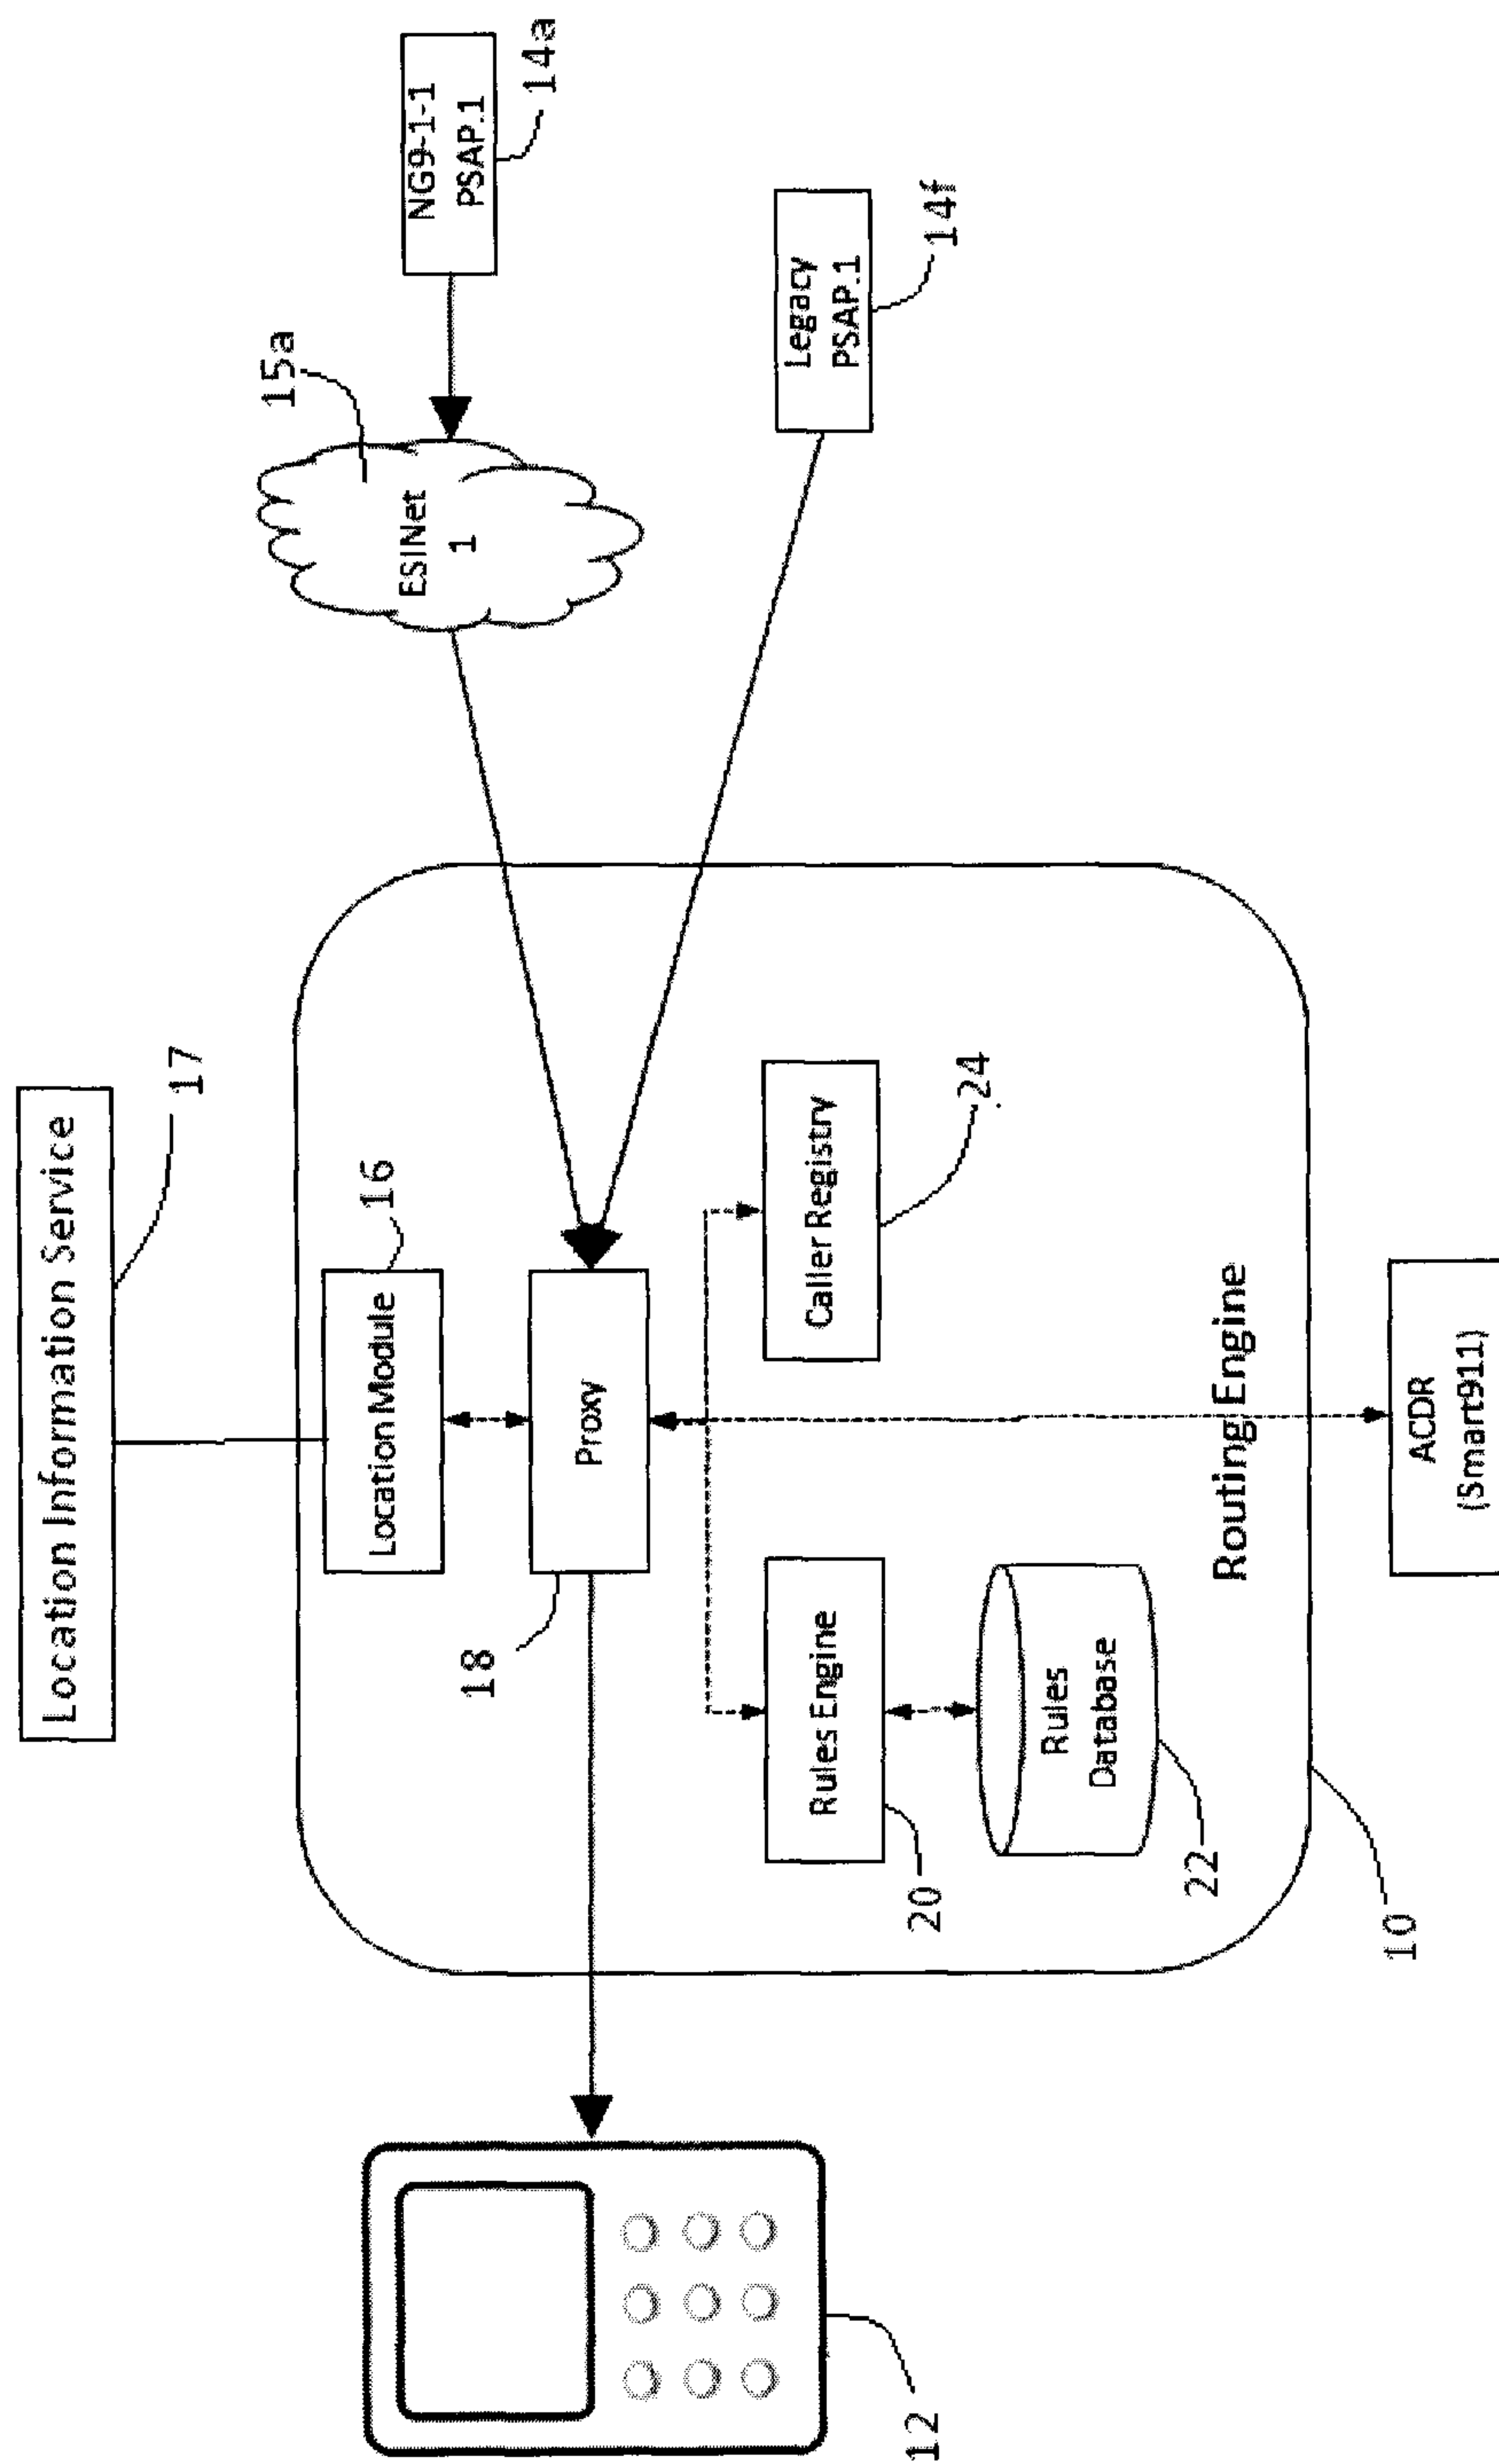 Location Information Service
17
Location Module
16
Proxy
18
Rules Engine
20
Rules
Database
22
Caller Registry
24
Routing Engine
10
12
ESINet
1
15a
NG9-1-1
PSAP.1
14a
Legacy
PSAP.1
14f
ACDR
(Smart911)